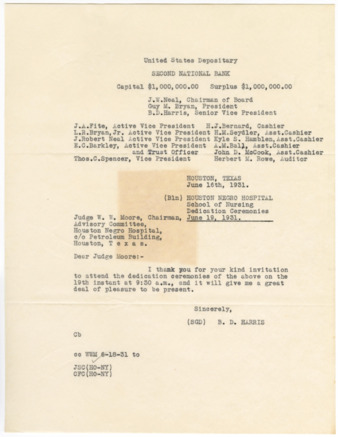 United States Depositary
SECOND NATIONAL BANK
Capital $1,000,000.00 Surplus $1,000,000.00
J.W.Neal, Chairman of Board
Guy M. Bryan, President
B.D.Harris, Senior Vice President
J.A.Fite, Active Vice President H.J.Bernard, Cashier
L.R.Bryan,Jr. Active Vice President H.M.Seydler, Asst.Cashier
J.Robert Neal Active Vice President Kyle S. Hamblen,Asst.Cashier
E.C.Barkley, Active Vice President A.M.Ball, Asst.Cashier
and Trust Officer John D. McCook, Asst.Cashier
Thos.C.Spencer, Vice President Herbert M. Rowe, Auditor
HOUSTON, TEXAS
June 16th, 1931.
(Bin) HOUSTON NEGRO HOSPITAL
School of Nursing
Dedication Ceremonies
Judge W. W. Moore, Chairman, June 19, 1931.
Advisory Committee,
Houston Negro Hospital,
c/o Petroleum Building,
Houston, T e x a s.
Dear Judge Moore:-
I thank you for your kind invitation
to attend the dedication ceremonies of the above on the
19th instant at 9:30 a.m., and it will give me a great
deal of pleasure to be present.
Sincerely,
(SGD) B. D. HARRIS
Cb
cc WWM 6-18-31 to
JSC(HO-NY)
CFC(HO-NY)